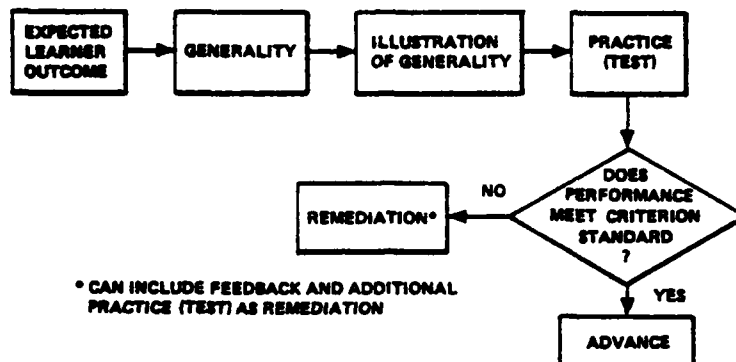 EXPECTED
LEARNER
OUTCOME
GENERALITY
ILLUSTRATION
OF GENERALITY
PRACTICE
(TEST)
DOES
PERFORMANCE
MEET CRITERION
STANDARD
?
NO
REMEDIATION*
* CAN INCLUDE FEEDBACK AND ADDITIONAL
PRACTICE (TEST) AS REMEDIATION
YES
ADVANCE